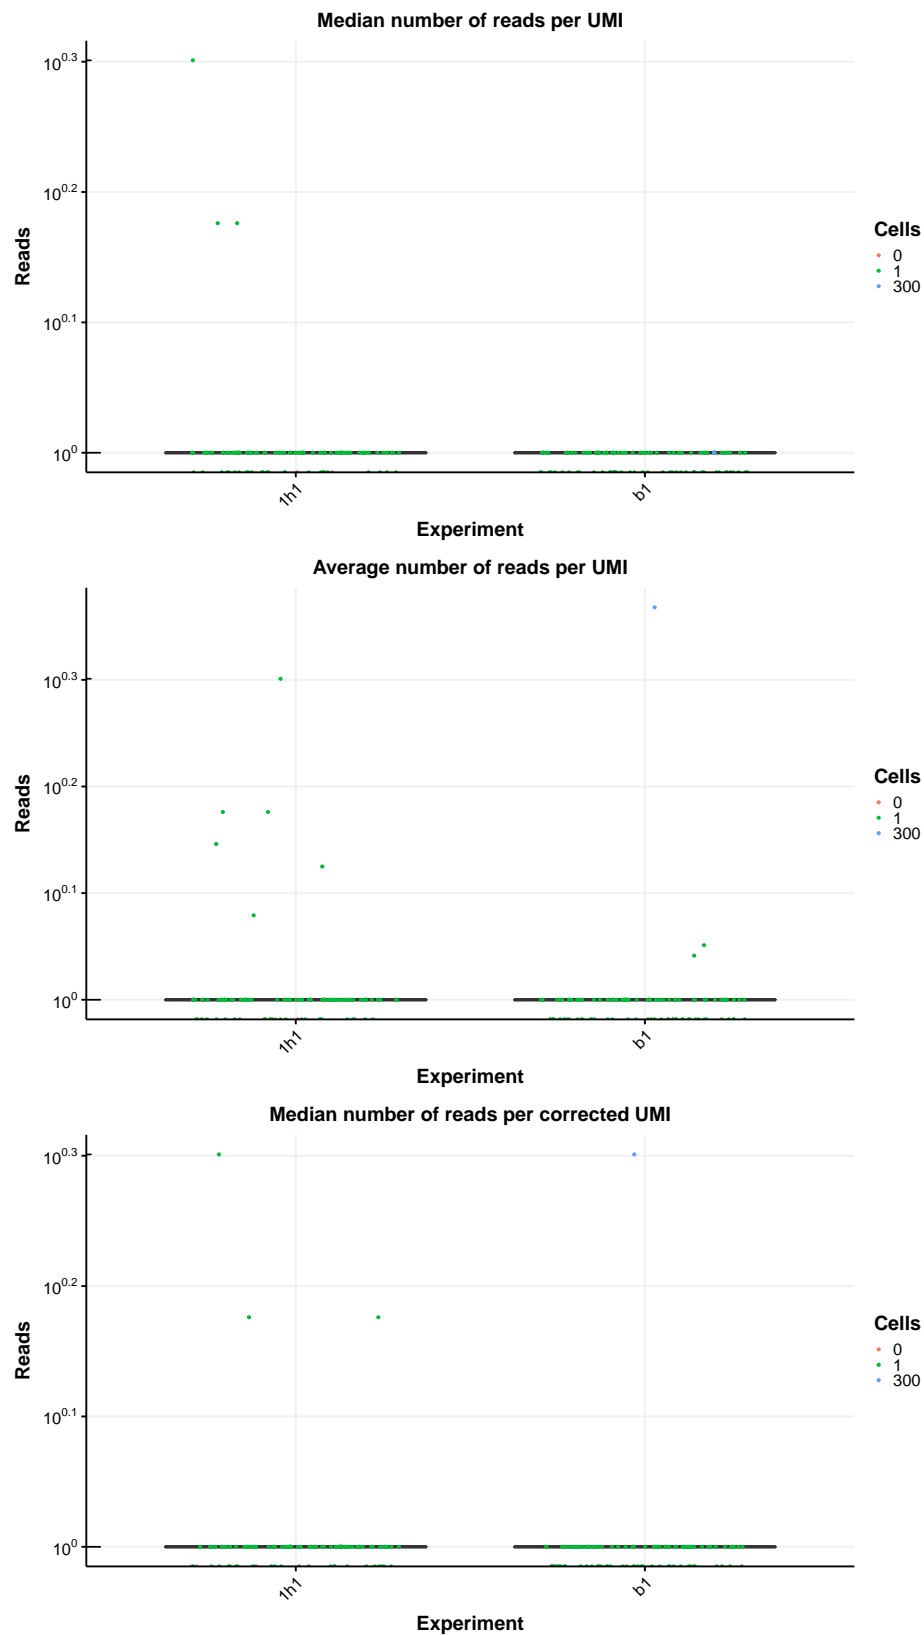 Median number of reads per UMI
10^0.3
10^0.2
10^0.1
10^0
Reads
1h1
b1
Experiment
Cells
0
1
300
Average number of reads per UMI
10^0.3
10^0.2
10^0.1
10^0
Reads
1h1
b1
Experiment
Cells
0
1
300
Median number of reads per corrected UMI
10^0.3
10^0.2
10^0.1
10^0
Reads
1h1
b1
Experiment
Cells
0
1
300